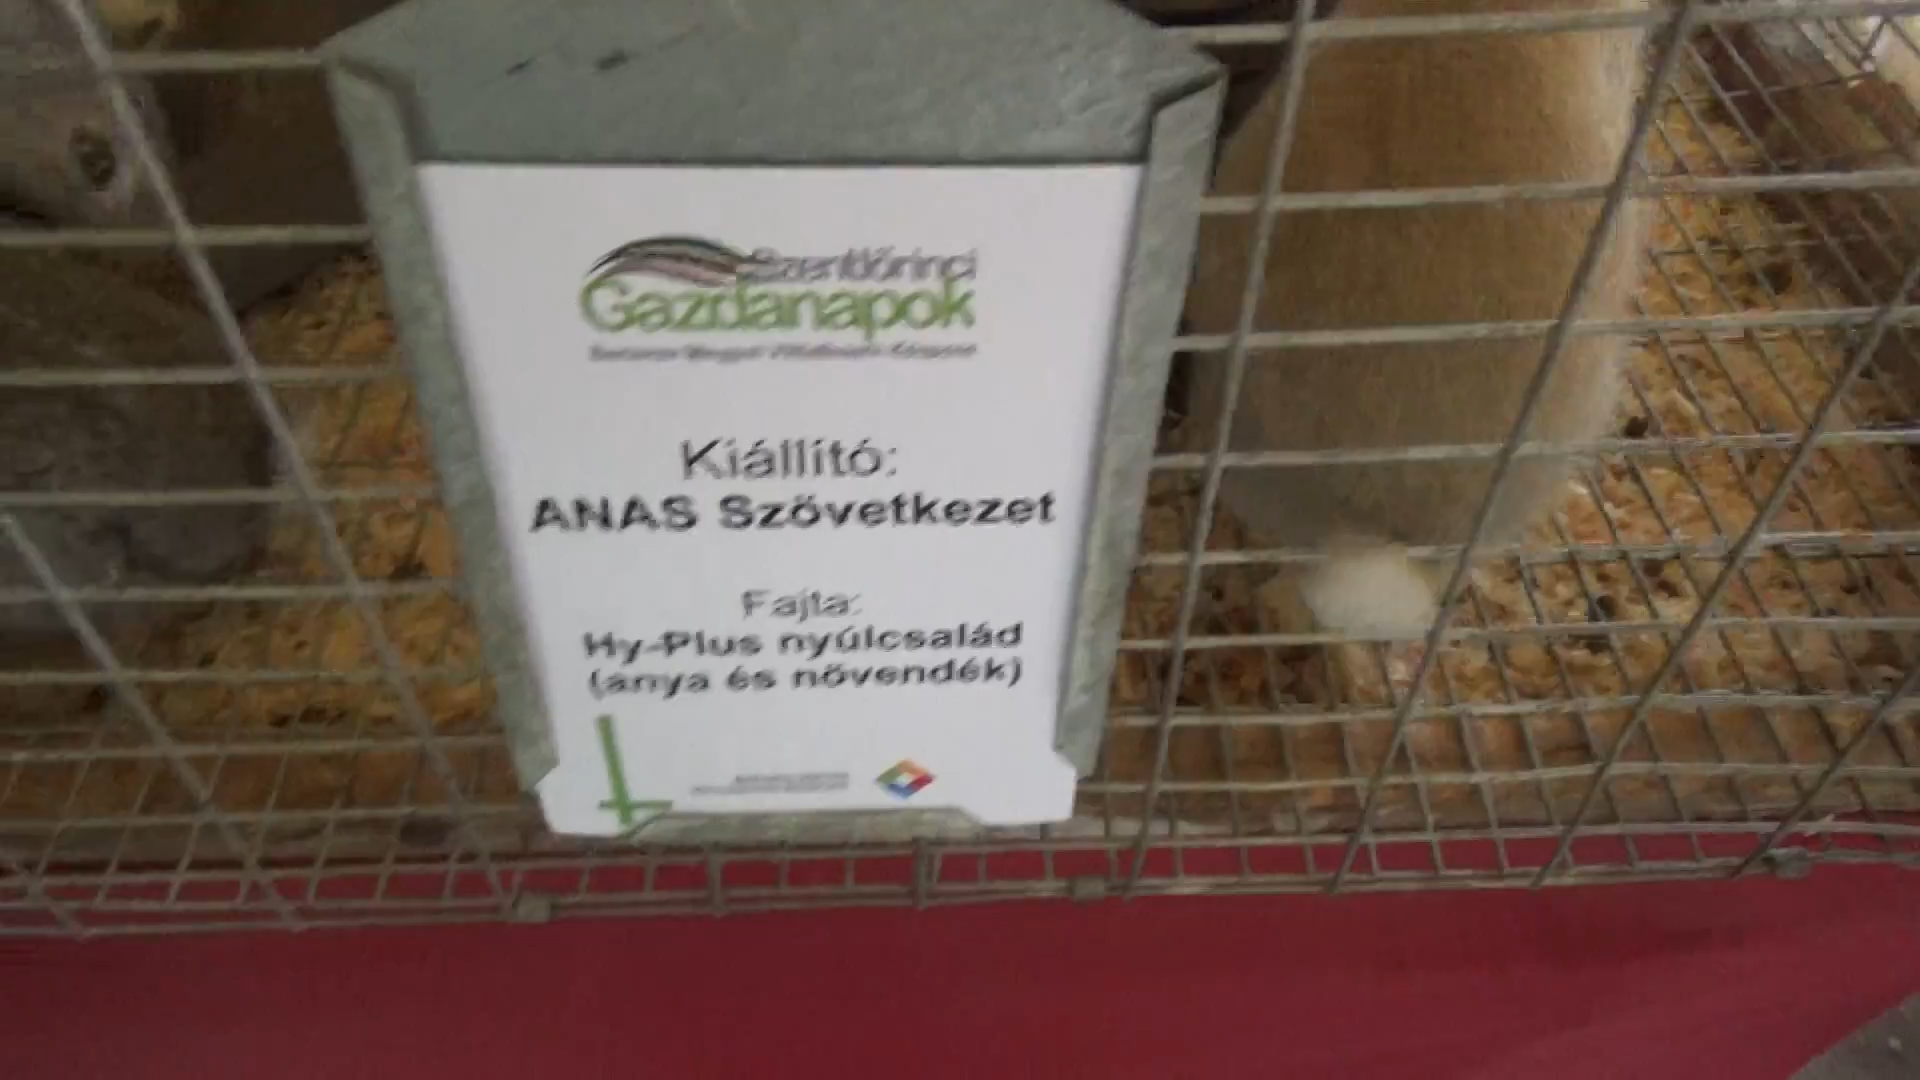 Szentlőrinci
Gazdanapok
Kiállító:
ANAS Szövetkezet
Fajta:
Hy-Plus nyúlcsalád
(anya és növendék)